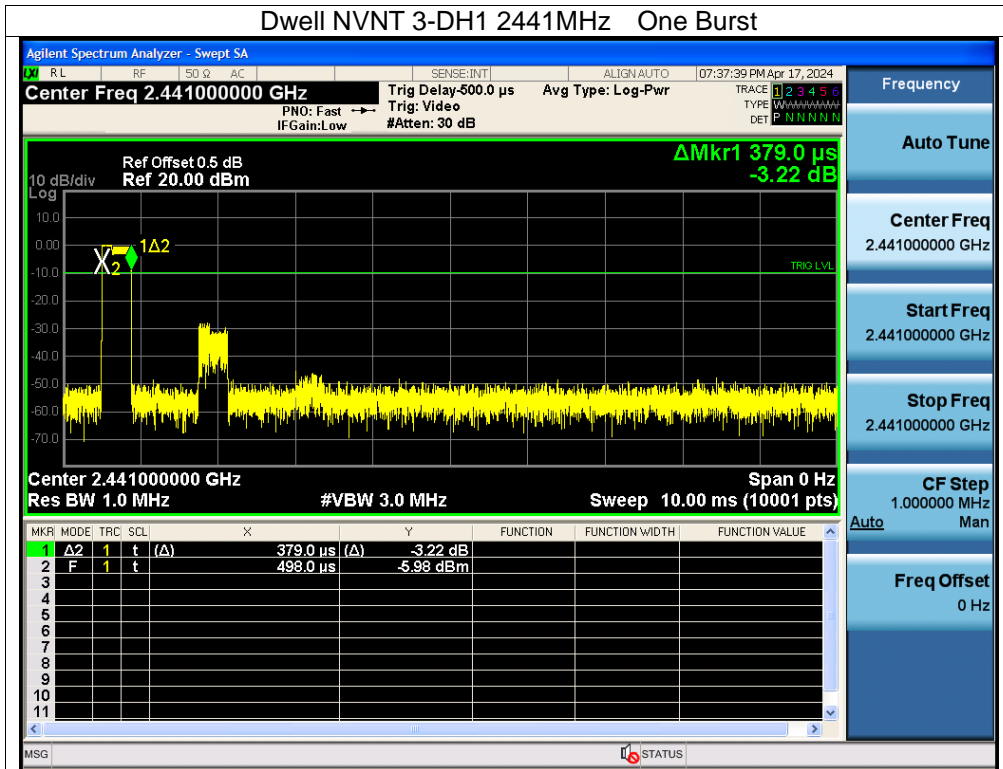 Dwell NVNT 3-DH1 2441MHz One Burst
Agilent Spectrum Analyzer - Swept SA
LXI RL RF 50 Ω AC SENSE:INT ALIGN AUTO 07:37:39 PM Apr 17, 2024
Center Freq 2.441000000 GHz
PNO: Fast
IFGain:Low
Trig Delay-500.0 µs
Trig: Video
#Atten: 30 dB
Avg Type: Log-Pwr
TRACE 1 2 3 4 5 6
TYPE WWWWWW
DET P N N N N N
Ref Offset 0.5 dB
Ref 20.00 dBm
10 dB/div
Log
ΔMkr1 379.0 µs
-3.22 dB
10.0
0.00
-10.0
-20.0
-30.0
-40.0
-50.0
-60.0
-70.0
X2
1Δ2
TRIG LVL
Center 2.441000000 GHz Span 0 Hz
Res BW 1.0 MHz #VBW 3.0 MHz Sweep 10.00 ms (10001 pts)
MKR MODE TRC SCL X Y FUNCTION FUNCTION WIDTH FUNCTION VALUE
1 Δ2 1 t (Δ) 379.0 µs (Δ) -3.22 dB
2 F 1 t 498.0 µs -5.98 dBm
3
4
5
6
7
8
9
10
11
MSG STATUS
Frequency
Auto Tune
Center Freq
2.441000000 GHz
Start Freq
2.441000000 GHz
Stop Freq
2.441000000 GHz
CF Step
1.000000 MHz
Auto Man
Freq Offset
0 Hz